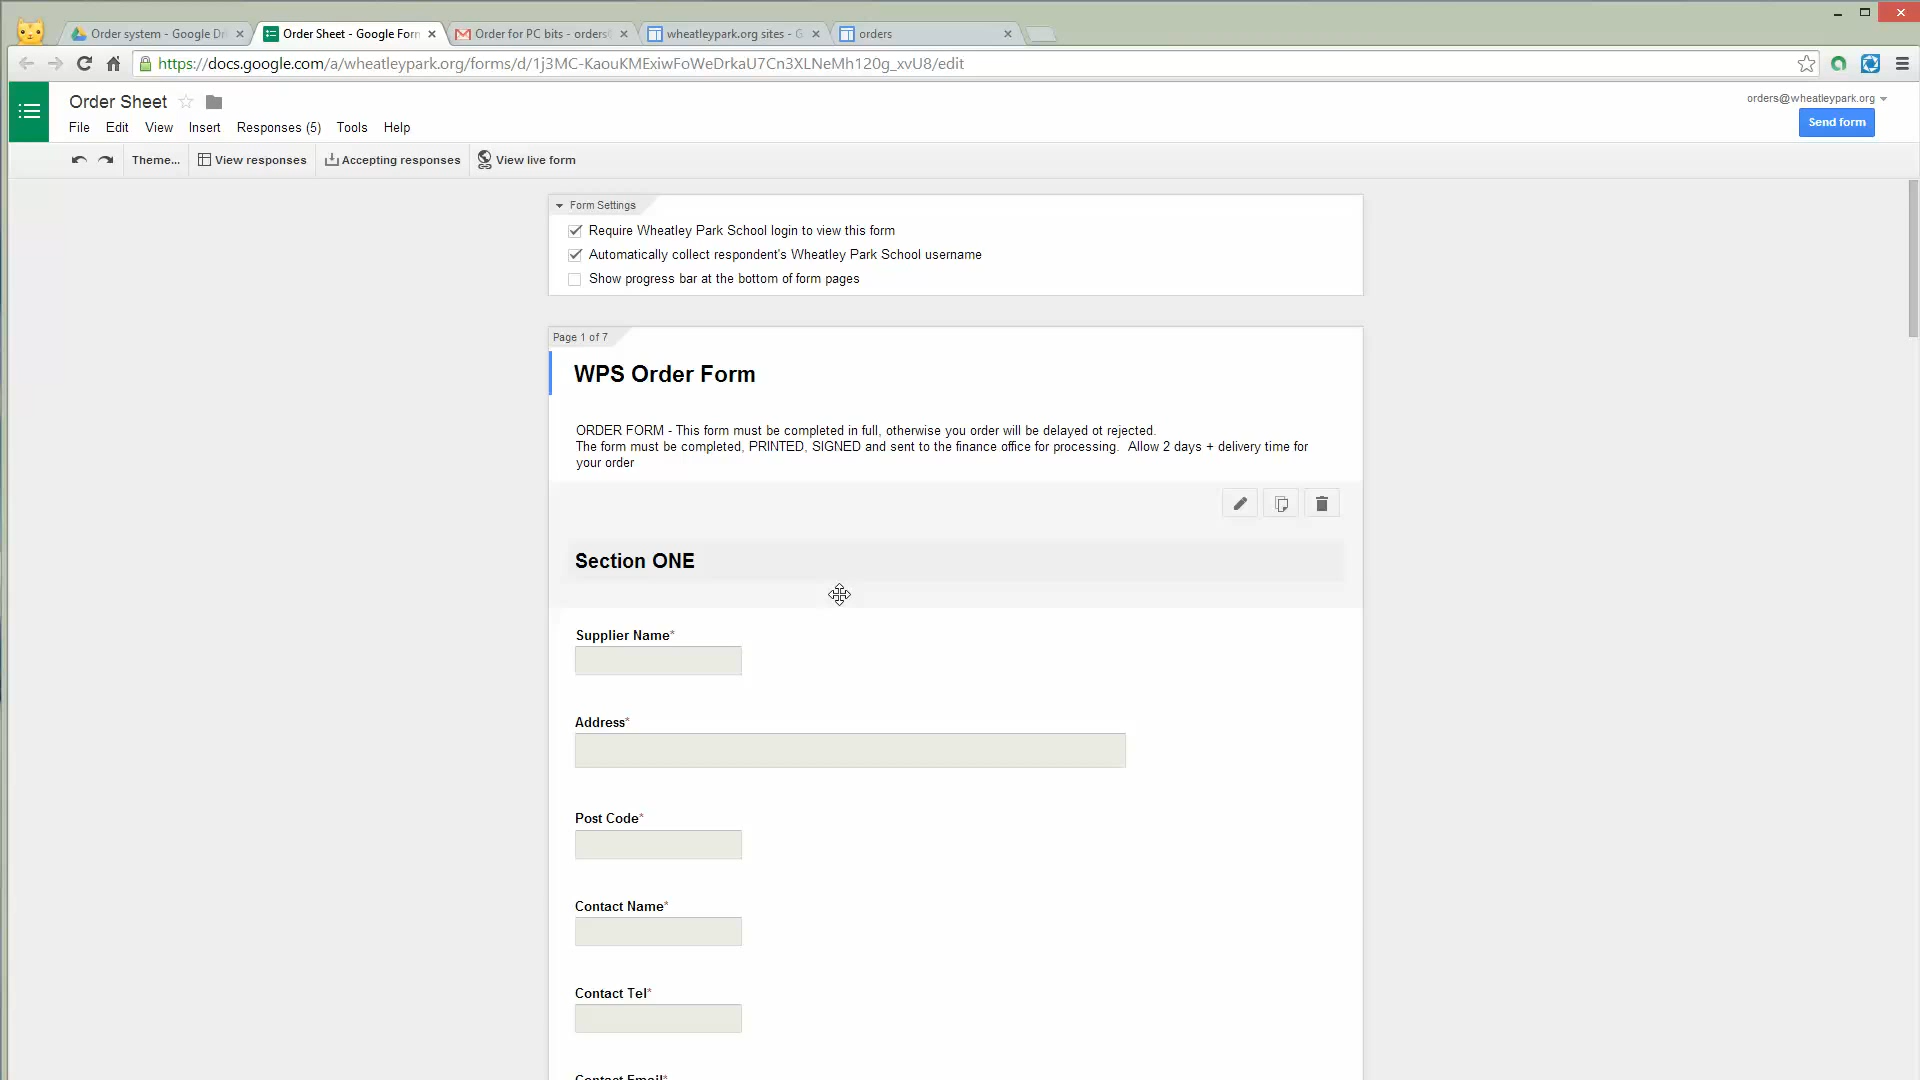 Order system - Google Dri
Order Sheet - Google Form
Order for PC bits - orders@
wheatleypark.org sites - G
orders
https://docs.google.com/a/wheatleypark.org/forms/d/1j3MC-KaouKMExiwFoWeDrkaU7Cn3XLNeMh120g_xvU8/edit
Order Sheet
orders@wheatleypark.org
File Edit View Insert Responses (5) Tools Help
Send form
Theme... View responses Accepting responses View live form
Form Settings
Require Wheatley Park School login to view this form
Automatically collect respondent's Wheatley Park School username
Show progress bar at the bottom of form pages
Page 1 of 7
WPS Order Form
ORDER FORM - This form must be completed in full, otherwise you order will be delayed ot rejected.
The form must be completed, PRINTED, SIGNED and sent to the finance office for processing.  Allow 2 days + delivery time for
your order
Section ONE
Supplier Name*
Address*
Post Code*
Contact Name*
Contact Tel*
Contact Email*